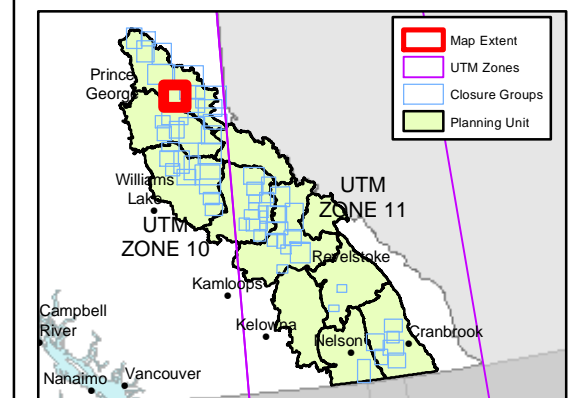 Map Extent
UTM Zones
Closure Groups
Planning Unit
Prince
George
Williams
Lake
UTM
ZONE 10
UTM
ZONE 11
Revelstoke
Kamloops
Campbell
River
Kelowna
Nelson
Cranbrook
Nanaimo
Vancouver